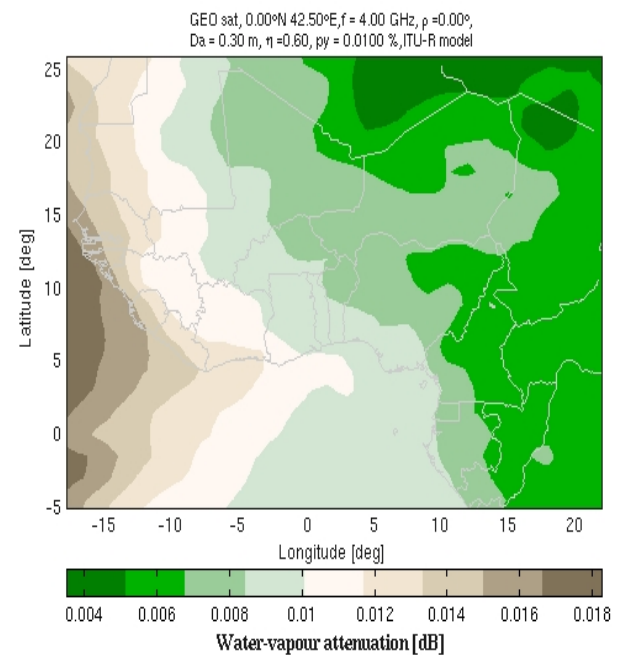 GEO sat, 0.00ºN 42.50ºE,f = 4.00 GHz, ρ =0.00º,
Da = 0.30 m, η =0.60, py = 0.0100 %,ITU-R model
25
20
15
10
5
0
-5
Latitude [deg]
-15 -10 -5 0 5 10 15 20
Longitude [deg]
0.004 0.006 0.008 0.01 0.012 0.014 0.016 0.018
Water-vapour attenuation [dB]